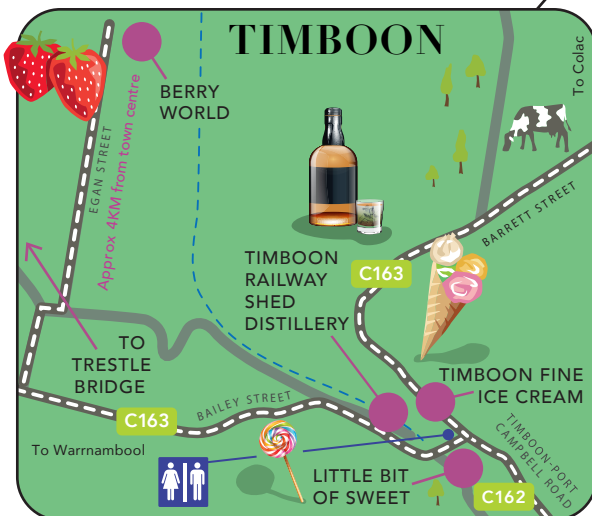 TIMBOON
To Colac
BERRY
WORLD
EGAN STREET
Approx 4KM from town centre
BARRETT STREET
TIMBOON
RAILWAY
SHED
DISTILLERY
C163
TO
TRESTLE
BRIDGE
TIMBOON FINE
ICE CREAM
BAILEY STREET
C163
To Warrnambool
TIMBOON-PORT
CAMPBELL ROAD
LITTLE BIT
OF SWEET
C162